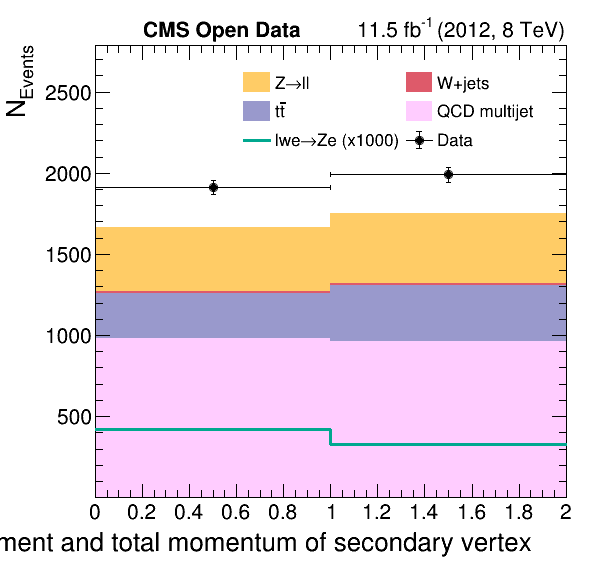 CMS Open Data 11.5 fb⁻¹ (2012, 8 TeV)
N_Events
Z→ll W+jets
tt̄ QCD multijet
Iwe→Ze (x1000) Data
2500
2000
1500
1000
500
0 0.2 0.4 0.6 0.8 1 1.2 1.4 1.6 1.8 2
ment and total momentum of secondary vertex